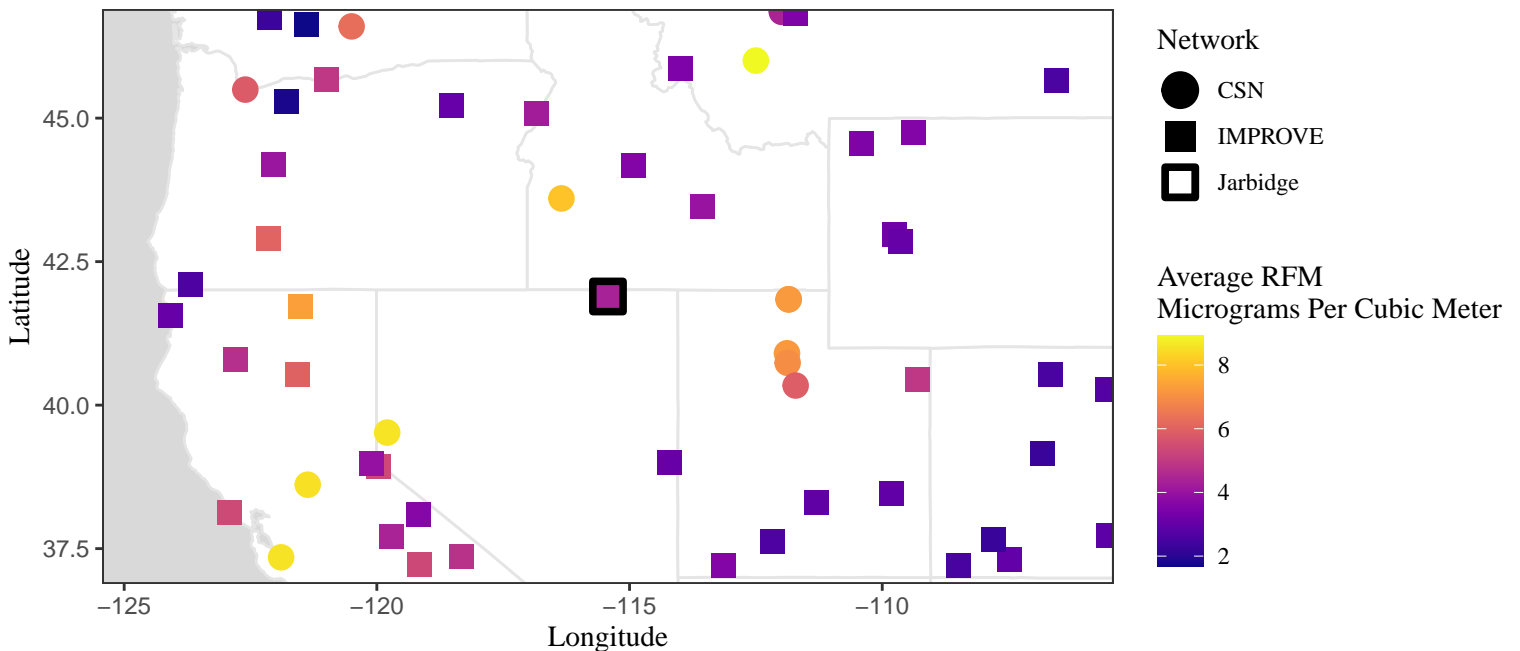 45.0
42.5
40.0
37.5
Latitude
−125
−120
−115
−110
Longitude
Network
CSN
IMPROVE
Jarbidge
Average RFM
Micrograms Per Cubic Meter
8
6
4
2